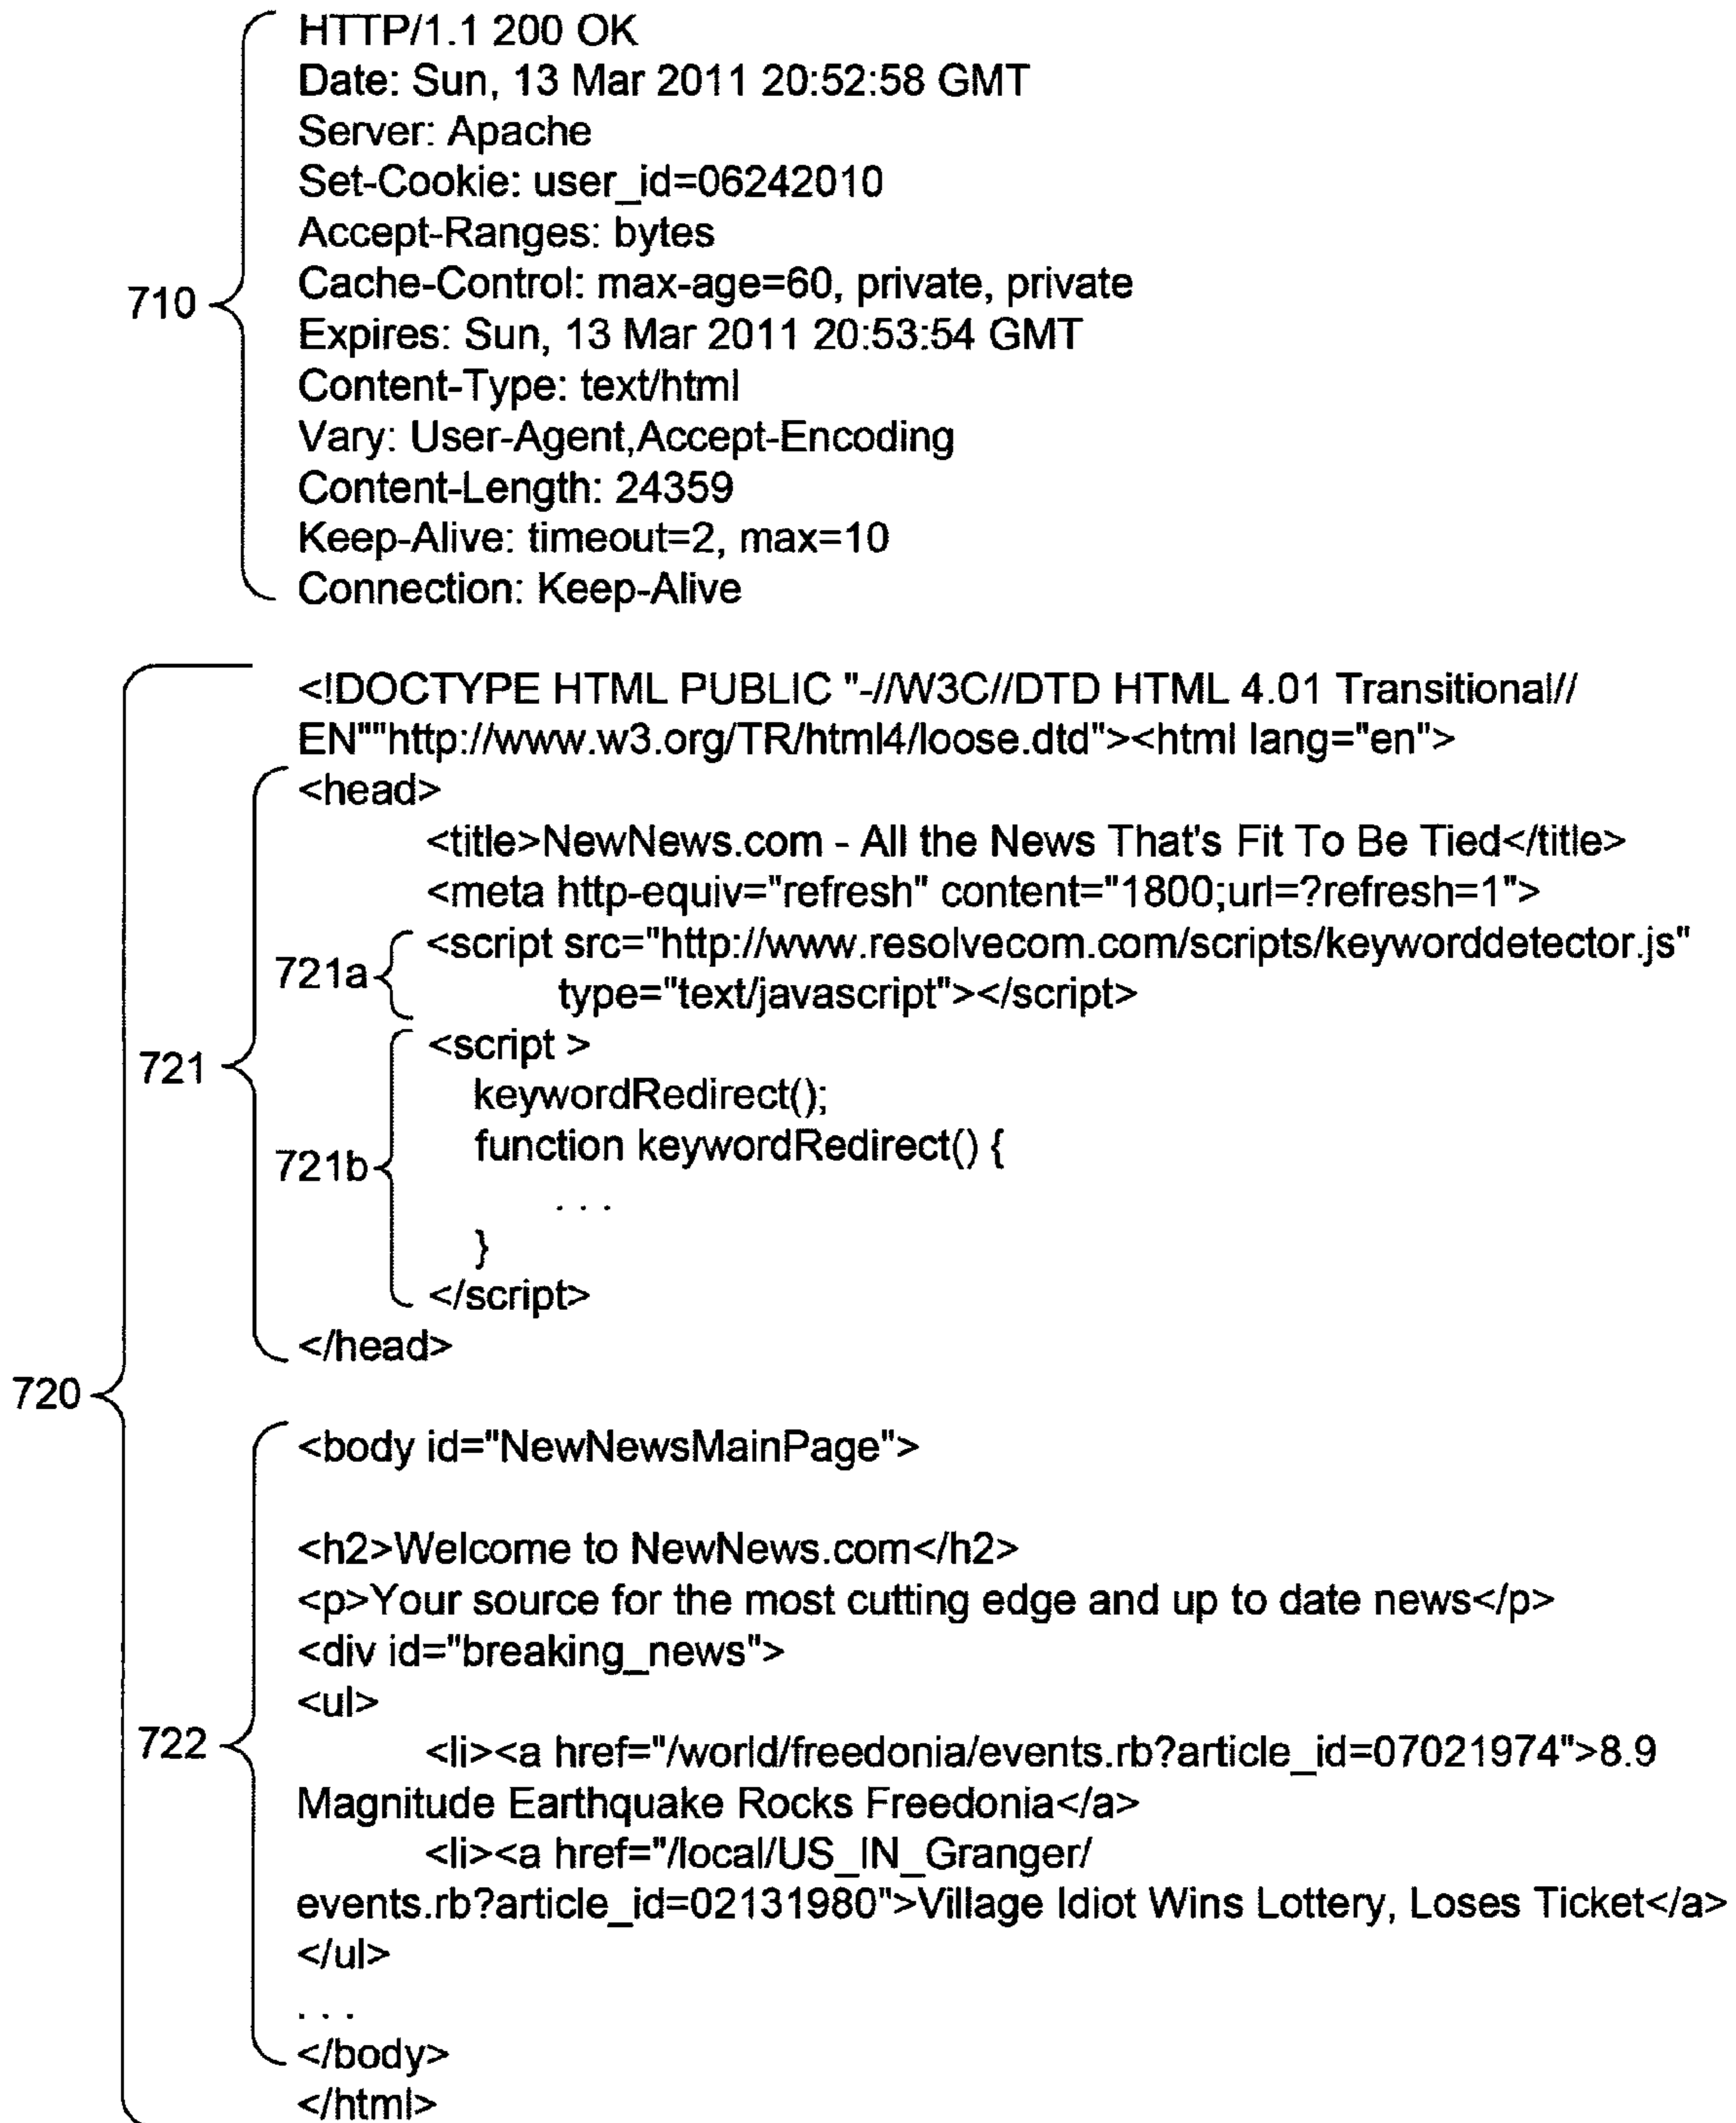 HTTP/1.1 200 OK
Date: Sun, 13 Mar 2011 20:52:58 GMT
Server: Apache
Set-Cookie: user_id=06242010
Accept-Ranges: bytes
710 Cache-Control: max-age=60, private, private
Expires: Sun, 13 Mar 2011 20:53:54 GMT
Content-Type: text/html
Vary: User-Agent,Accept-Encoding
Content-Length: 24359
Keep-Alive: timeout=2, max=10
Connection: Keep-Alive
<!DOCTYPE HTML PUBLIC "-//W3C//DTD HTML 4.01 Transitional//
EN""http://www.w3.org/TR/html4/loose.dtd"><html lang="en">
<head>
<title>NewNews.com - All the News That's Fit To Be Tied</title>
<meta http-equiv="refresh" content="1800;url=?refresh=1">
<script src="http://www.resolvecom.com/scripts/keyworddetector.js"
721a type="text/javascript"></script>
<script >
721 keywordRedirect();
function keywordRedirect() {
721b
. . .
}
</script>
</head>
720
<body id="NewNewsMainPage">
<h2>Welcome to NewNews.com</h2>
<p>Your source for the most cutting edge and up to date news</p>
<div id="breaking_news">
<ul>
722 <li><a href="/world/freedonia/events.rb?article_id=07021974">8.9
Magnitude Earthquake Rocks Freedonia</a>
<li><a href="/local/US_IN_Granger/
events.rb?article_id=02131980">Village Idiot Wins Lottery, Loses Ticket</a>
</ul>
. . .
</body>
</html>